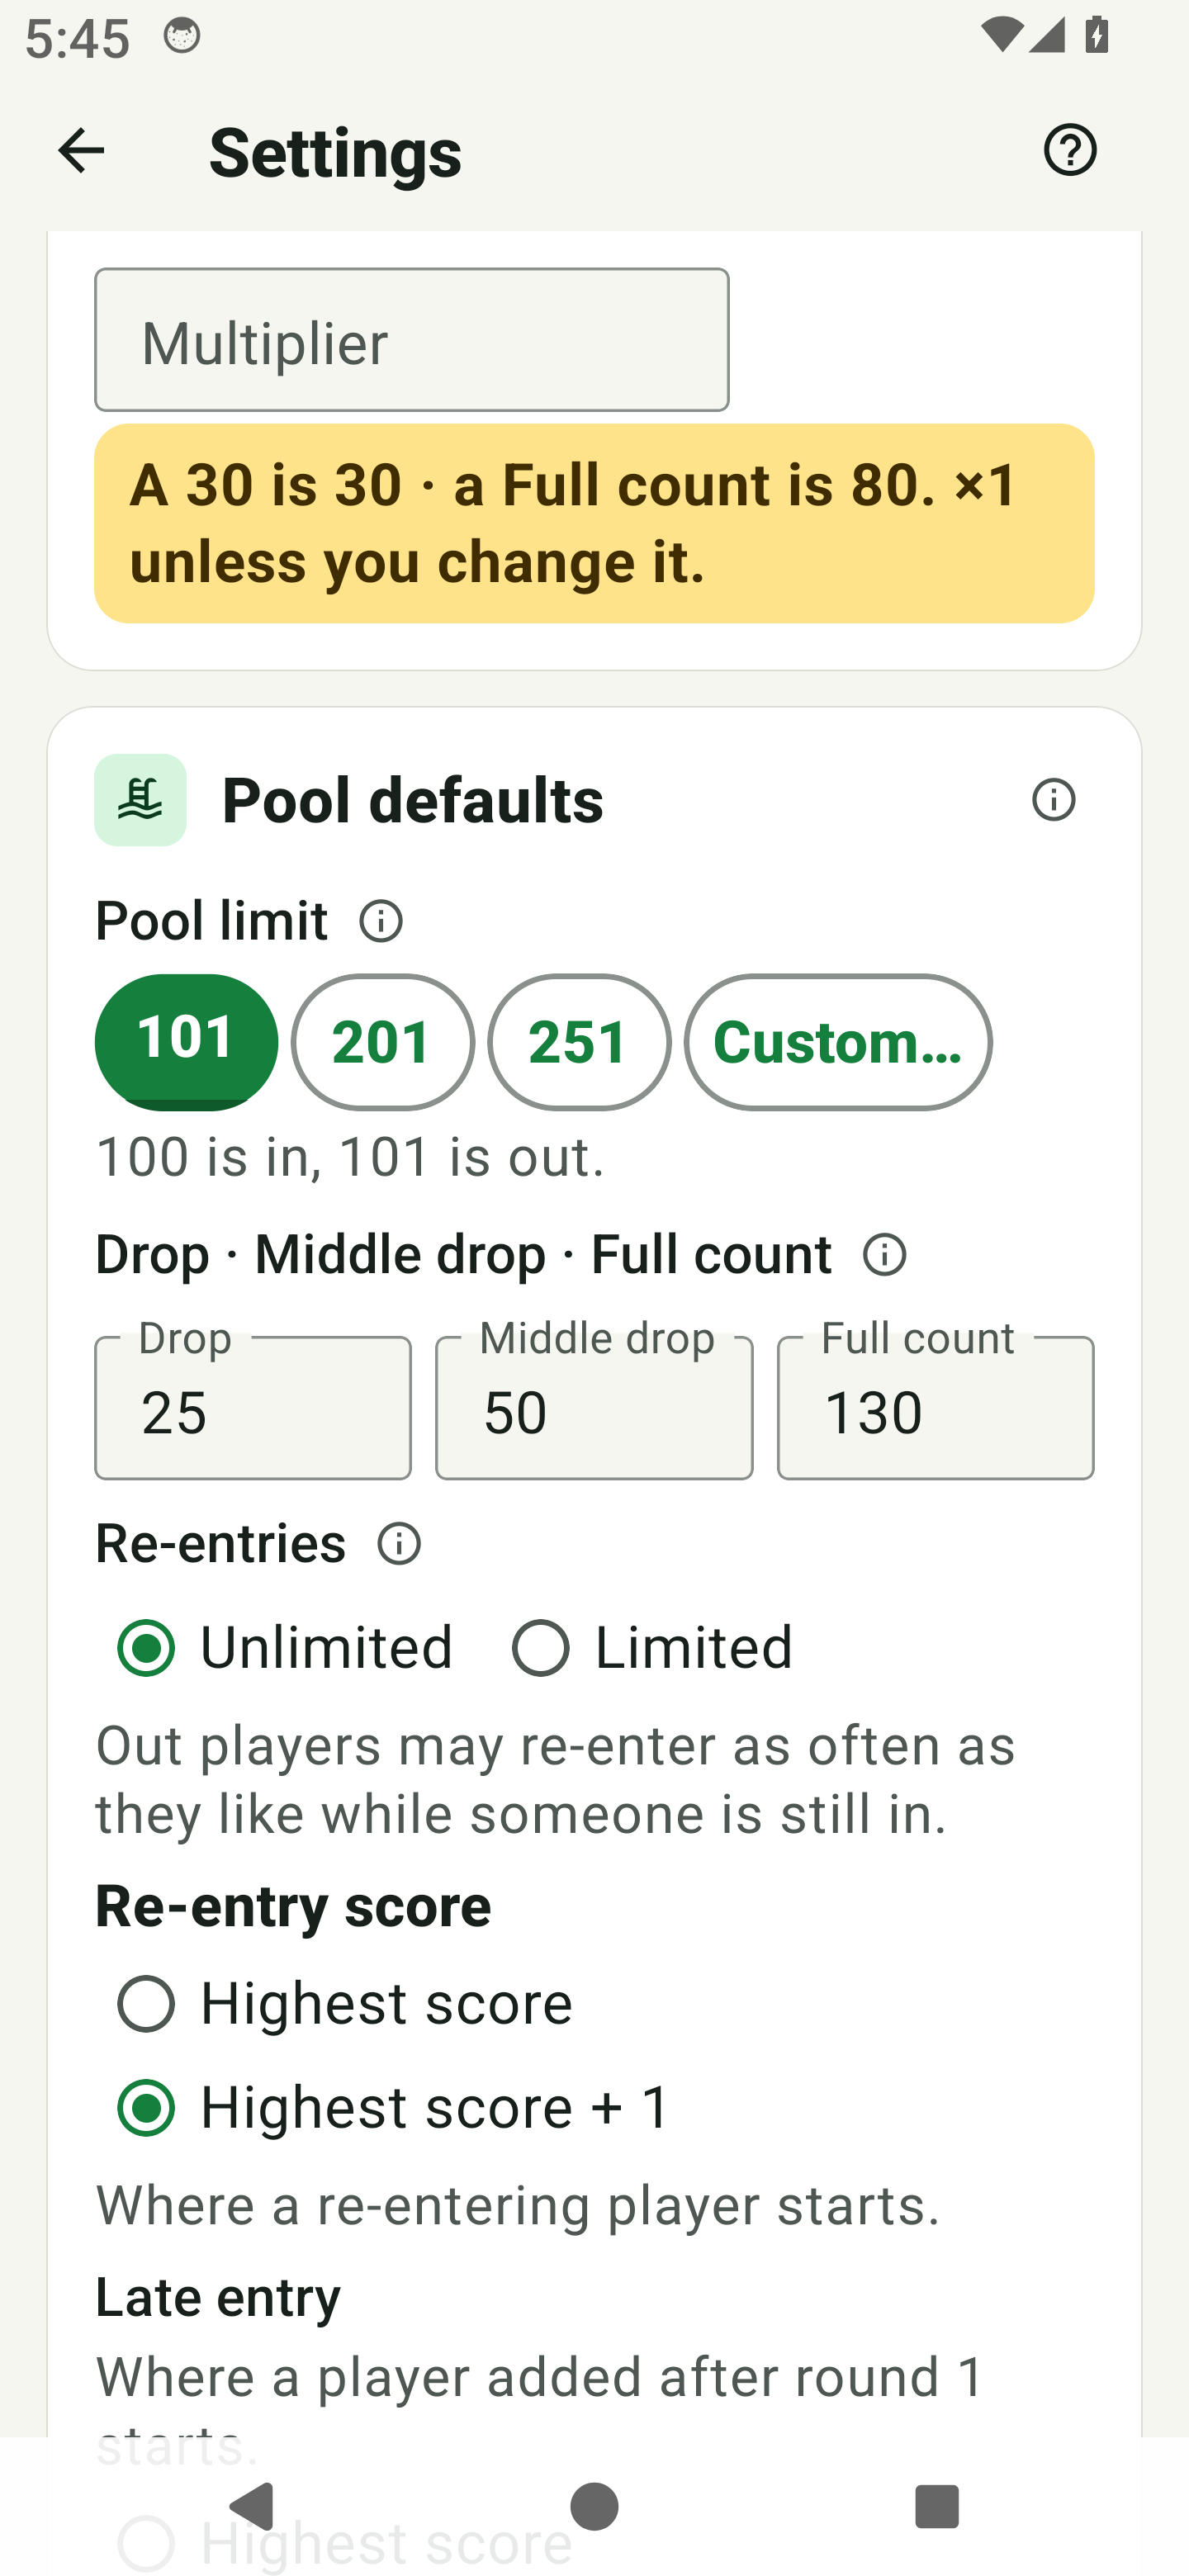 5:45
Settings
Multiplier
A 30 is 30 · a Full count is 80. ×1
unless you change it.
Pool defaults
Pool limit
101
201
251
Custom…
100 is in, 101 is out.
Drop · Middle drop · Full count
Drop
Middle drop
Full count
25
50
130
Re-entries
Unlimited
Limited
Out players may re-enter as often as
they like while someone is still in.
Re-entry score
Highest score
Highest score + 1
Where a re-entering player starts.
Late entry
Where a player added after round 1
starts.
Highest score